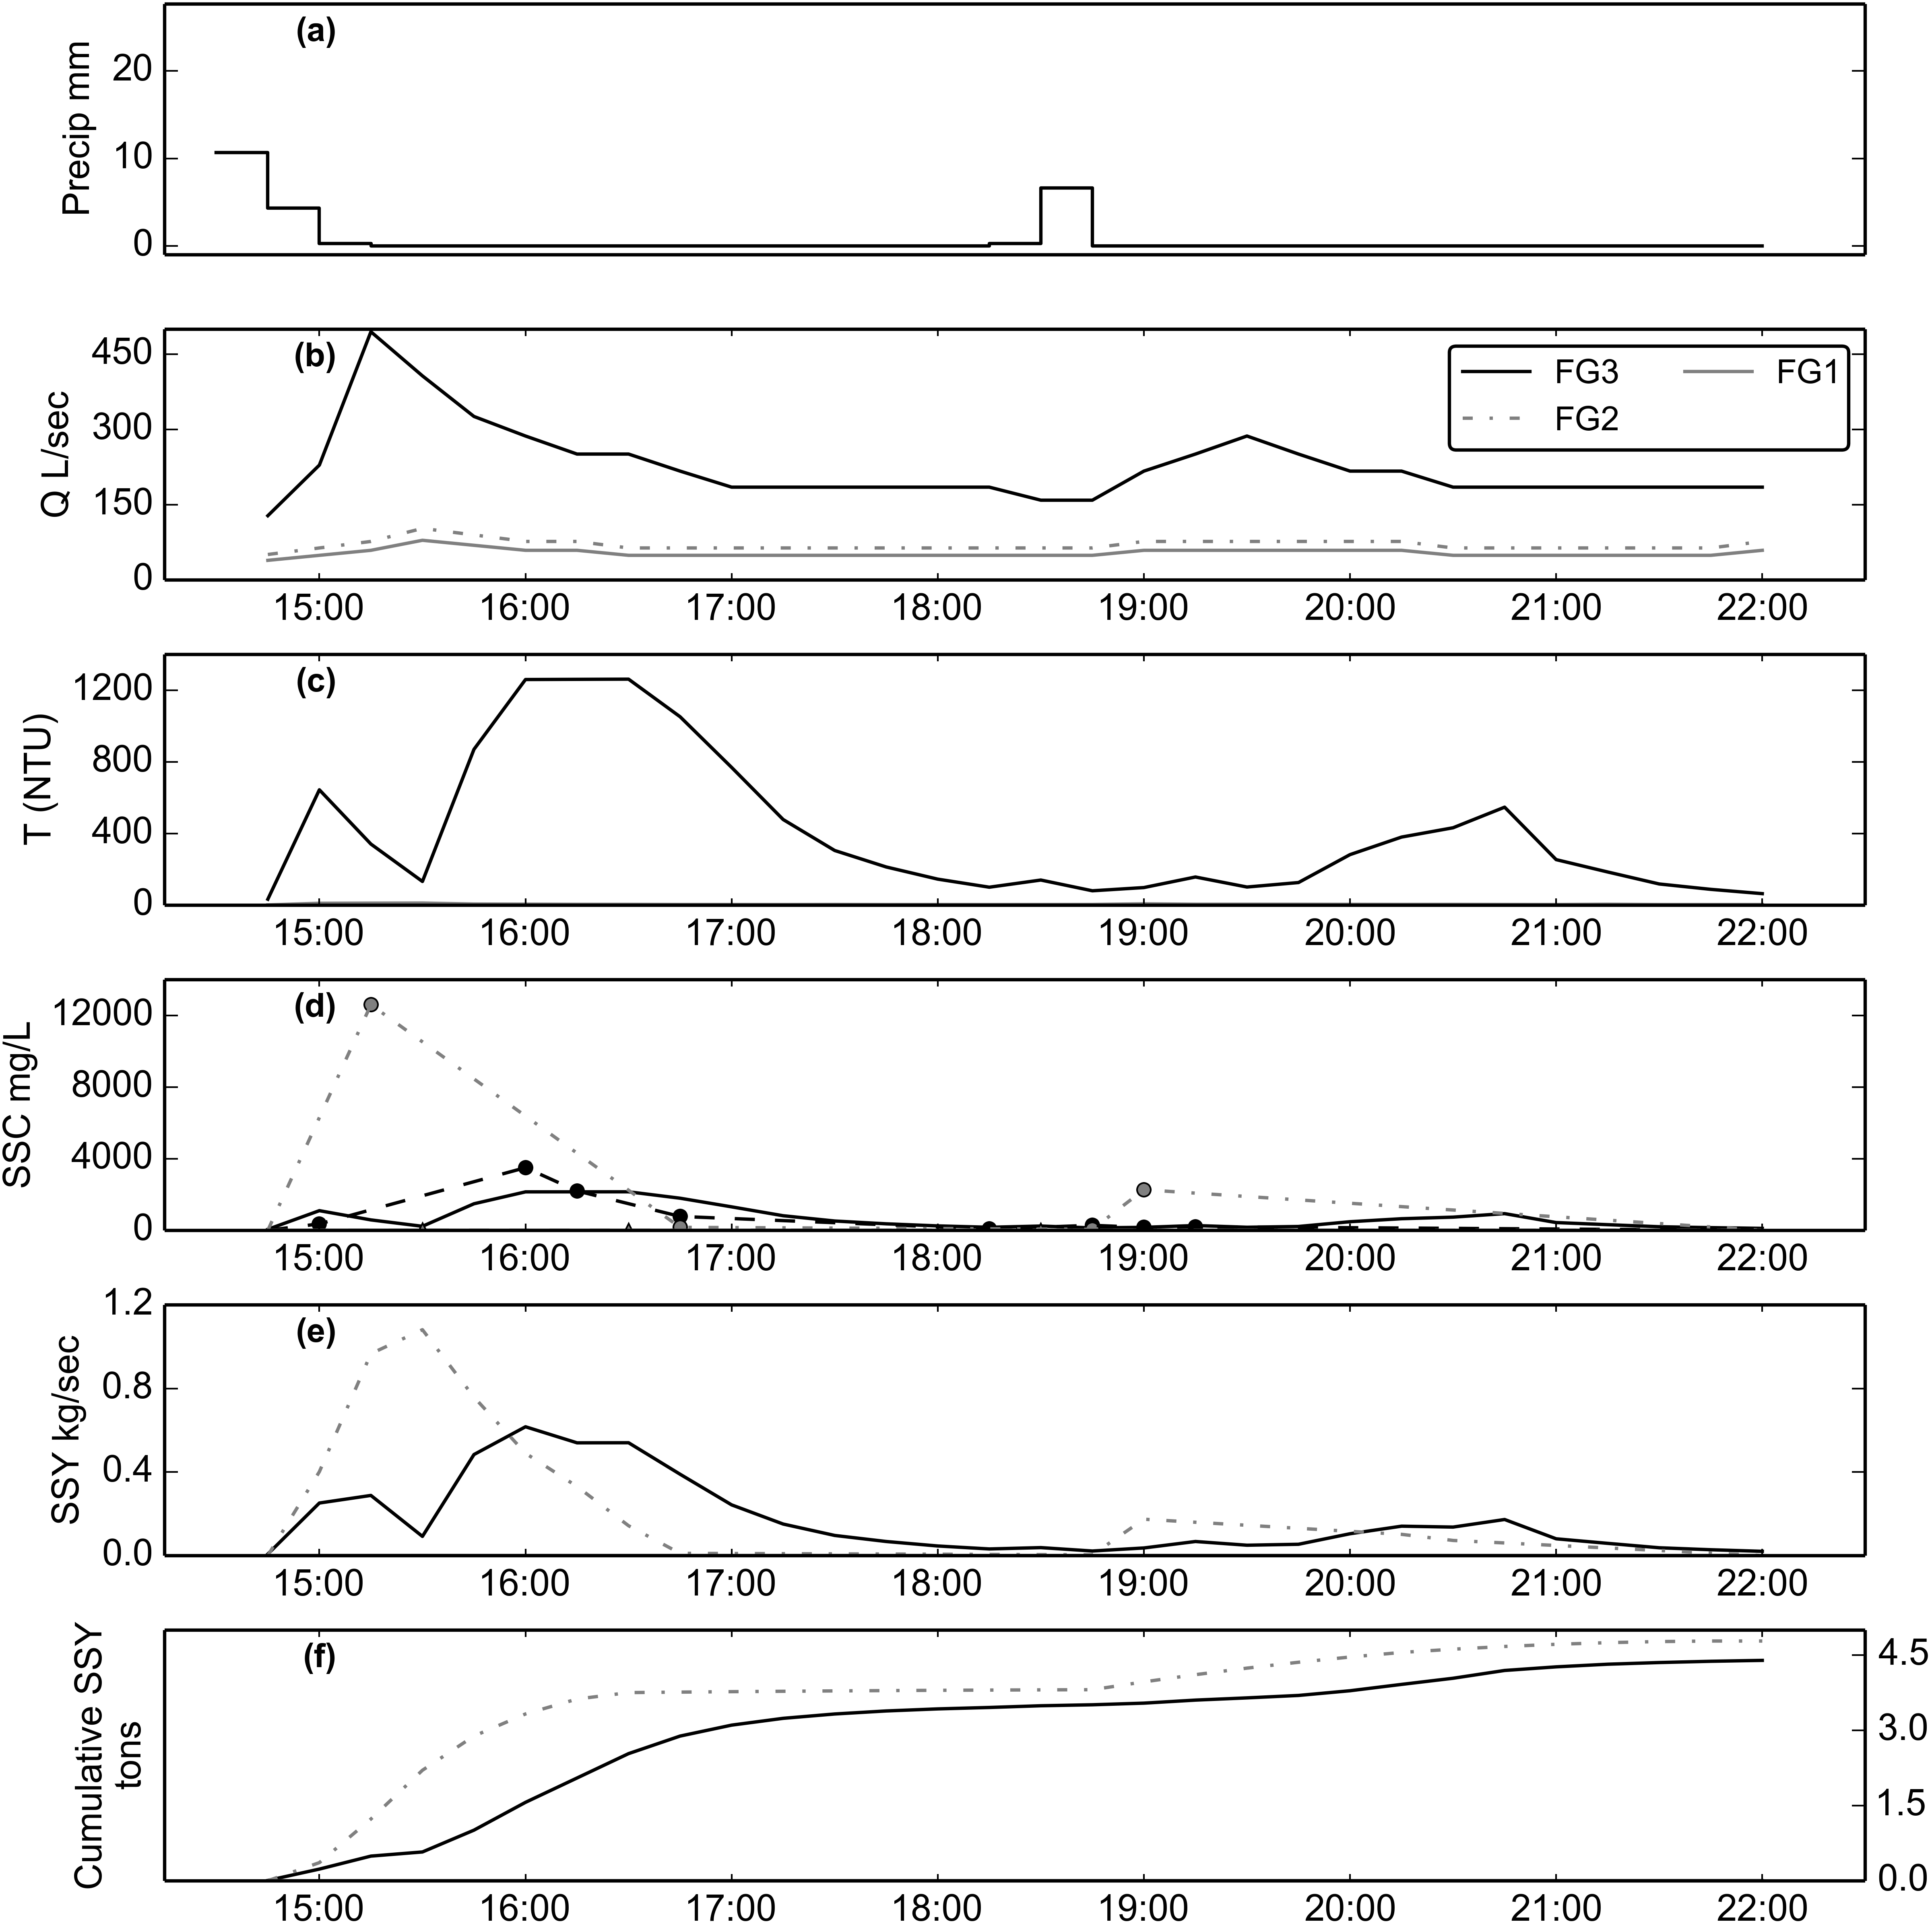 (a)
Precip mm
20
10
0
(b)
Q L/sec
450
300
150
0
FG3 FG1
FG2
15:00 16:00 17:00 18:00 19:00 20:00 21:00 22:00
(c)
T (NTU)
1200
800
400
0
15:00 16:00 17:00 18:00 19:00 20:00 21:00 22:00
(d)
SSC mg/L
12000
8000
4000
0
15:00 16:00 17:00 18:00 19:00 20:00 21:00 22:00
(e)
SSY kg/sec
1.2
0.8
0.4
0.0
15:00 16:00 17:00 18:00 19:00 20:00 21:00 22:00
(f)
Cumulative SSY
tons
4.5
3.0
1.5
0.0
15:00 16:00 17:00 18:00 19:00 20:00 21:00 22:00